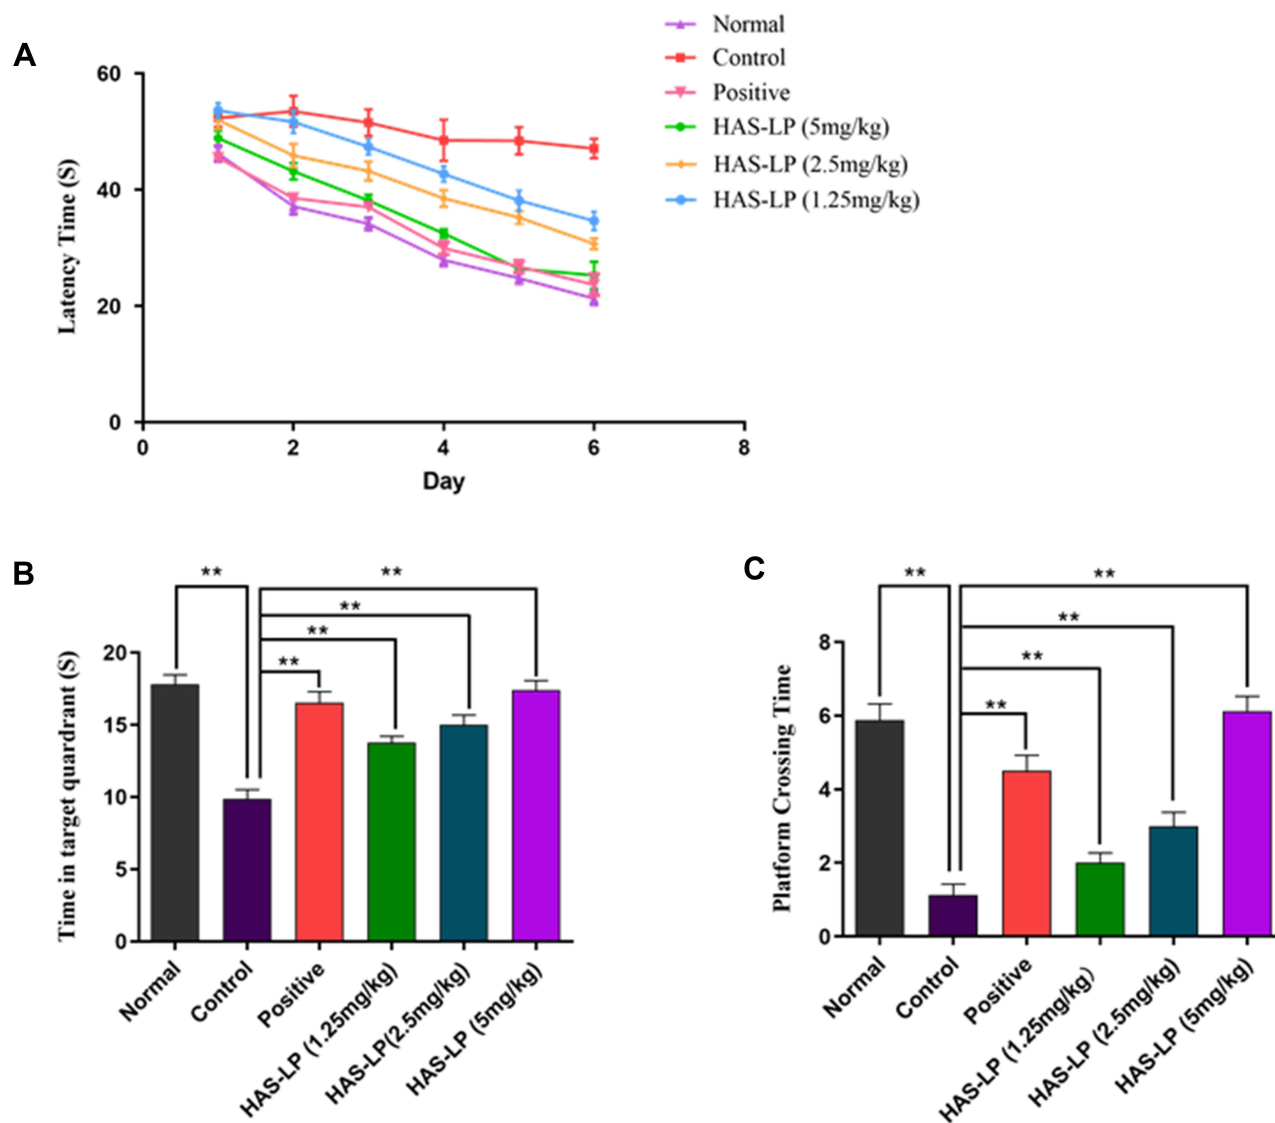 A
Normal
Control
Positive
HAS-LP (5mg/kg)
HAS-LP (2.5mg/kg)
HAS-LP (1.25mg/kg)
60
40
20
0
Latency Time (S)
0 2 4 6 8
Day
B
**
**
**
**
**
20
15
10
5
0
Time in target quardrant (S)
Normal
Control
Positive
HAS-LP (1.25mg/kg)
HAS-LP(2.5mg/kg)
HAS-LP (5mg/kg)
C
**
**
**
**
**
8
6
4
2
0
Platform Crossing Time
Normal
Control
Positive
HAS-LP (1.25mg/kg)
HAS-LP (2.5mg/kg)
HAS-LP (5mg/kg)